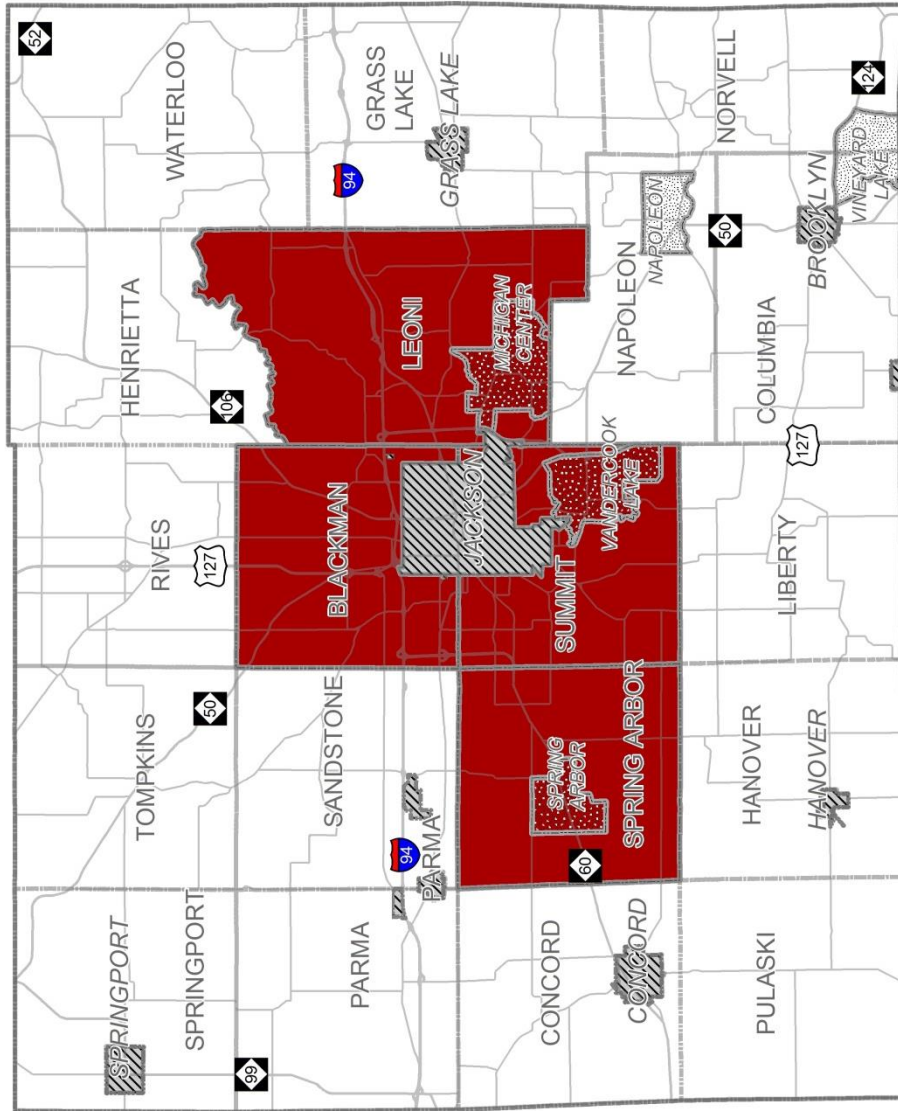 52
SPRINGPORT
TOMPKINS
RIVES
HENRIETTA
WATERLOO
SPRINGPORT
50
127
106
99
PARMA
SANDSTONE
BLACKMAN
94
GRASS
LAKE
94
PARMA
LEONI
GRASS LAKE
JACKSON
MICHIGAN
CENTER
CONCORD
SPRING
ARBOR
SUMMIT
60
VANDERCOOK
LAKE
CONCORD
SPRING ARBOR
NAPOLEON
NAPOLEON
50
NORVELL
PULASKI
HANOVER
LIBERTY
COLUMBIA
127
HANOVER
BROOKLYN
VINEYARD
LAKE
124